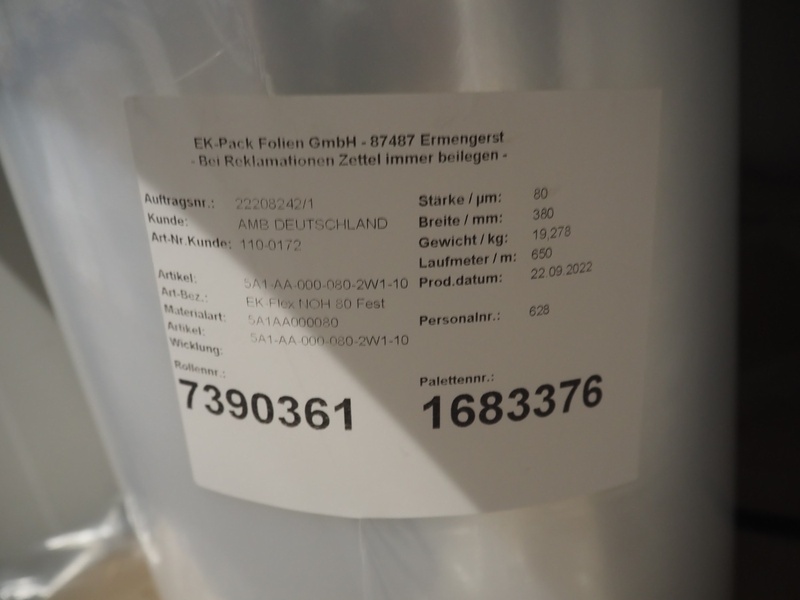 EK-Pack Folien GmbH - 87487 Ermengerst
- Bei Reklamationen Zettel immer beilegen -
Auftragsnr.: 22208242/1
Kunde: AMB DEUTSCHLAND
Art-Nr.Kunde: 110-0172
Artikel: 5A1-AA-000-080-2W1-10
Art-Bez.: EK Flex NOH 80 Fest
Materialart: 5A1AA000080
Artikel: 5A1-AA-000-080-2W1-10
Wicklung:
Rollennr.:
7390361
Stärke / µm: 80
Breite / mm: 380
Gewicht / kg: 19,278
Laufmeter / m: 650
Prod.datum: 22.09.2022
Personalnr.: 628
Palettennr.:
1683376